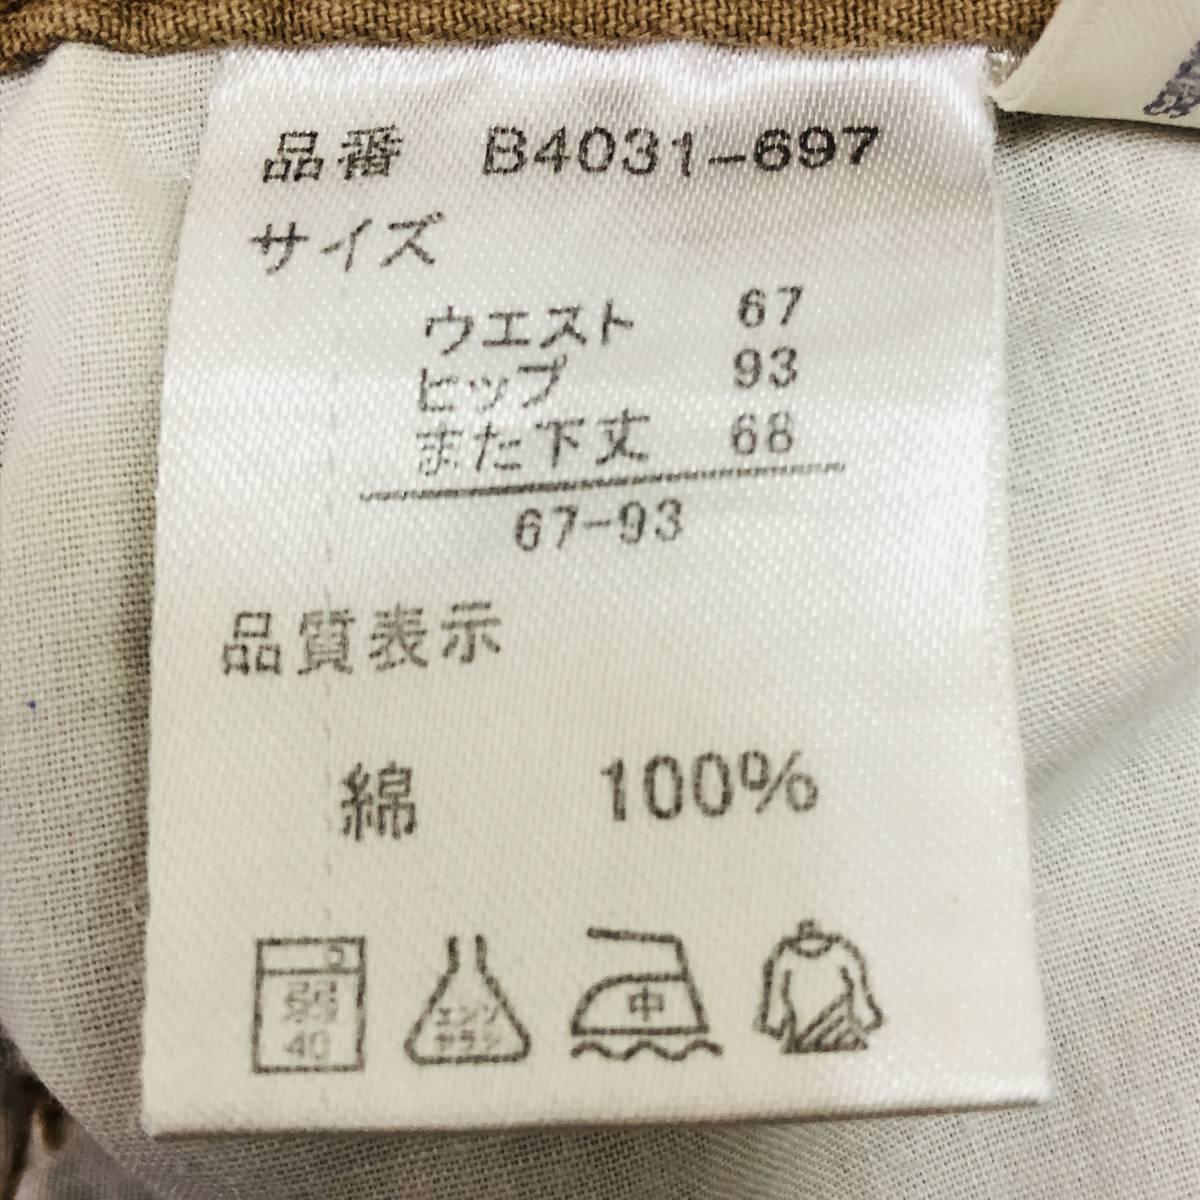 品番 B4031-697
サイズ
ウエスト 67
ヒップ 93
また下丈 68
67-93
品質表示
綿 100%
弱
40
エンソ
サラシ
中